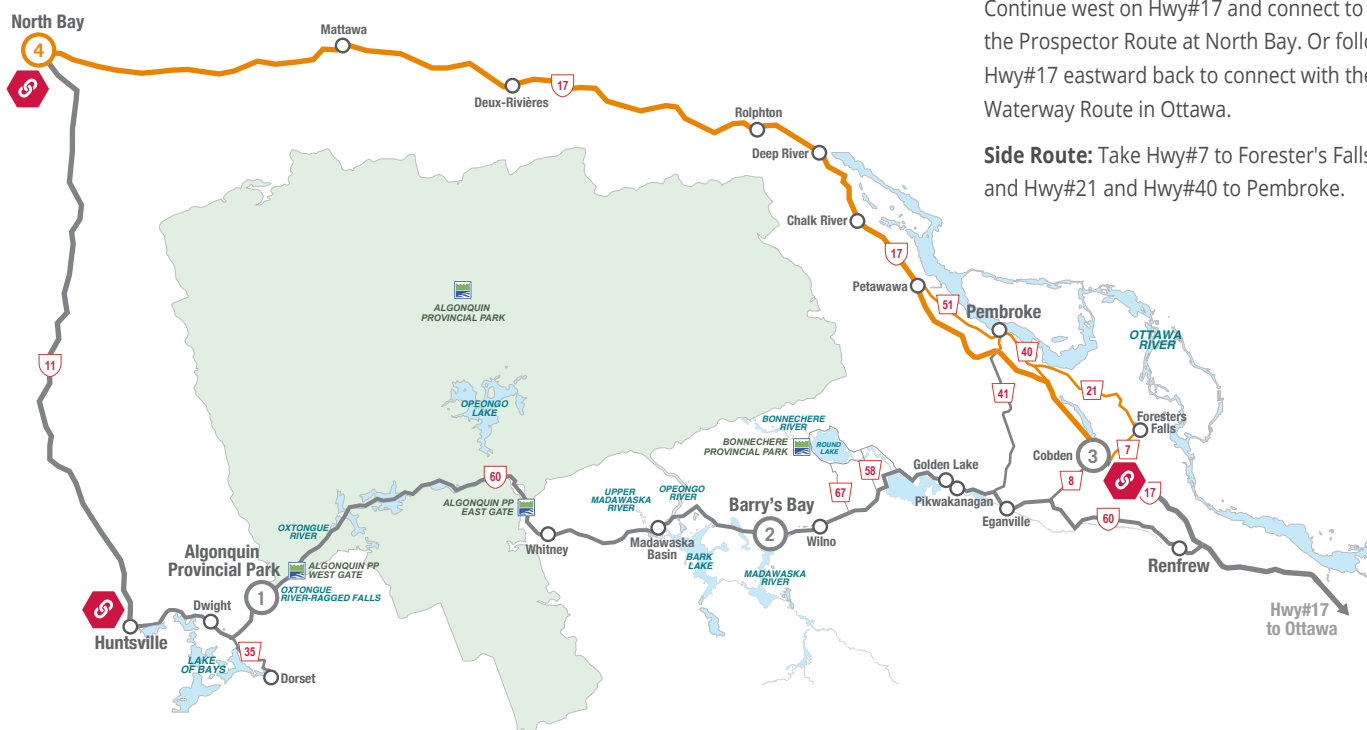 Continue west on Hwy#17 and connect to
the Prospector Route at North Bay. Or follo
Hwy#17 eastward back to connect with the
Waterway Route in Ottawa.
Side Route: Take Hwy#7 to Forester's Falls
and Hwy#21 and Hwy#40 to Pembroke.
North Bay
4
Mattawa
Deux-Rivières
17
Rolphton
Deep River
Chalk River
17
Petawawa
51
Pembroke
40
OTTAWA
RIVER
11
ALGONQUIN
PROVINCIAL PARK
41
21
OPEONGO
LAKE
BONNECHERE
RIVER
Foresters
Falls
BONNECHERE
PROVINCIAL PARK
ROUND
LAKE
7
Cobden
3
58
Golden Lake
60
8
17
ALGONQUIN PP
EAST GATE
UPPER
MADAWASKA
RIVER
OPEONGO
RIVER
67
Pikwakanagan
Barry's Bay
Eganville
60
OXTONGUE
RIVER
2
Wilno
Whitney
Madawaska
Basin
Algonquin
Provincial Park
BARK
LAKE
Renfrew
ALGONQUIN PP
WEST GATE
MADAWASKA
RIVER
1
OXTONGUE
RIVER-RAGGED FALLS
Dwight
Hwy#17
to Ottawa
Huntsville
35
LAKE
OF BAYS
Dorset